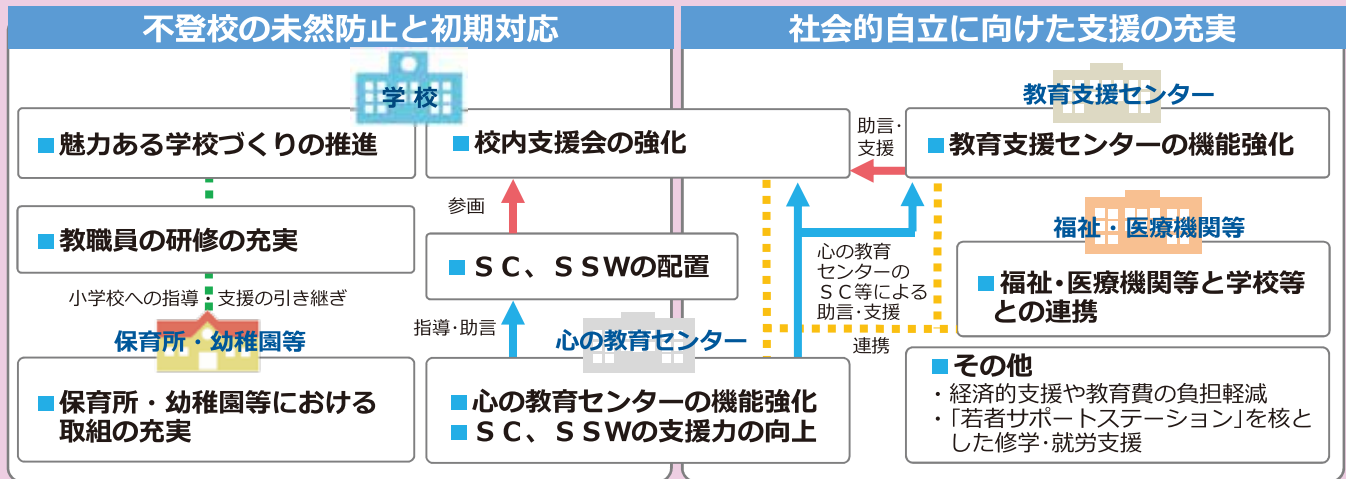 不登校の未然防止と初期対応
社会的自立に向けた支援の充実
学校
■魅力ある学校づくりの推進
■教職員の研修の充実
小学校への指導・支援の引き継ぎ
保育所・幼稚園等
■保育所・幼稚園等における
取組の充実
■校内支援会の強化
参画
■ＳＣ、ＳＳＷの配置
指導・助言
心の教育センター
■心の教育センターの機能強化
■ＳＣ、ＳＳＷの支援力の向上
助言・
支援
教育支援センター
■教育支援センターの機能強化
心の教育
センターの
ＳＣ等による
助言・支援
連携
福祉・医療機関等
■福祉・医療機関等と学校等
との連携
■その他
・経済的支援や教育費の負担軽減
・「若者サポートステーション」を核と
した修学・就労支援